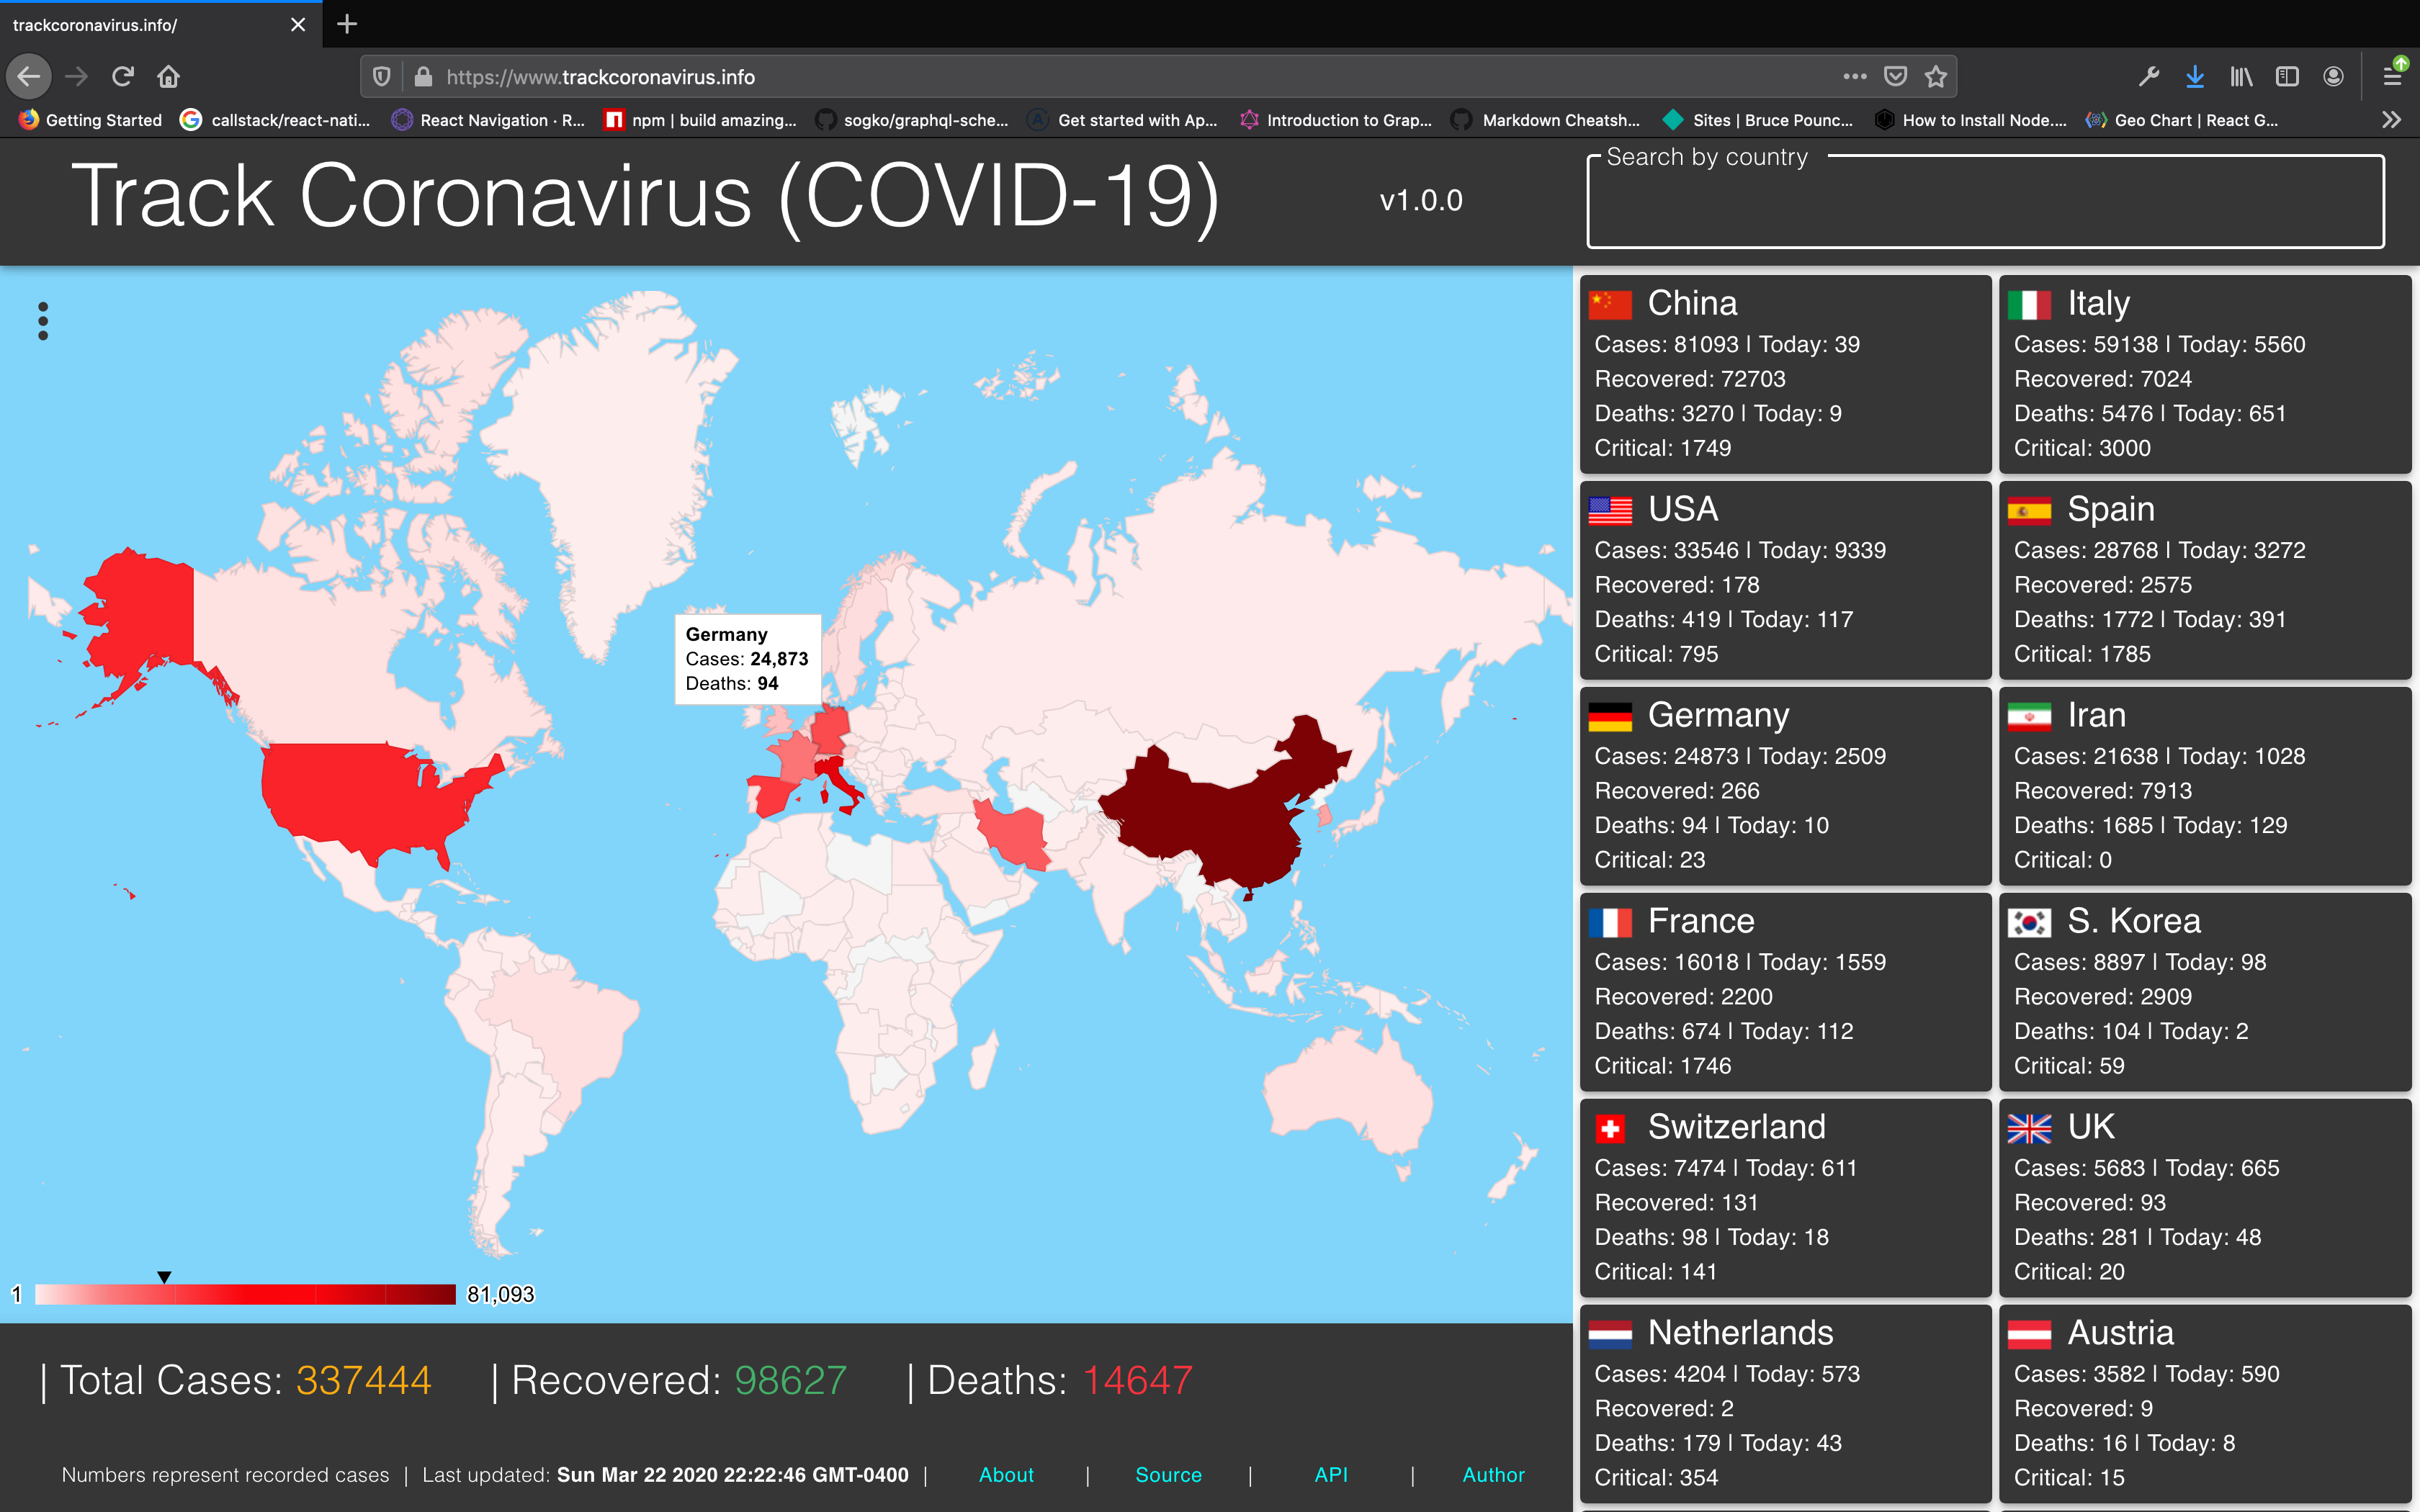 trackcoronavirus.info/
https://www.trackcoronavirus.info
Getting Started
callstack/react-nati...
React Navigation · R...
npm | build amazing...
sogko/graphql-sche...
Get started with Ap...
Introduction to Grap...
Markdown Cheatsh...
Sites | Bruce Pounc...
How to Install Node....
Geo Chart | React G...
Track Coronavirus (COVID-19)
v1.0.0
Search by country
Germany
Cases: 24,873
Deaths: 94
1
81,093
China
Cases: 81093 | Today: 39
Recovered: 72703
Deaths: 3270 | Today: 9
Critical: 1749
Italy
Cases: 59138 | Today: 5560
Recovered: 7024
Deaths: 5476 | Today: 651
Critical: 3000
USA
Cases: 33546 | Today: 9339
Recovered: 178
Deaths: 419 | Today: 117
Critical: 795
Spain
Cases: 28768 | Today: 3272
Recovered: 2575
Deaths: 1772 | Today: 391
Critical: 1785
Germany
Cases: 24873 | Today: 2509
Recovered: 266
Deaths: 94 | Today: 10
Critical: 23
Iran
Cases: 21638 | Today: 1028
Recovered: 7913
Deaths: 1685 | Today: 129
Critical: 0
France
Cases: 16018 | Today: 1559
Recovered: 2200
Deaths: 674 | Today: 112
Critical: 1746
S. Korea
Cases: 8897 | Today: 98
Recovered: 2909
Deaths: 104 | Today: 2
Critical: 59
Switzerland
Cases: 7474 | Today: 611
Recovered: 131
Deaths: 98 | Today: 18
Critical: 141
UK
Cases: 5683 | Today: 665
Recovered: 93
Deaths: 281 | Today: 48
Critical: 20
Netherlands
Cases: 4204 | Today: 573
Recovered: 2
Deaths: 179 | Today: 43
Critical: 354
Austria
Cases: 3582 | Today: 590
Recovered: 9
Deaths: 16 | Today: 8
Critical: 15
| Total Cases: 337444 | Recovered: 98627 | Deaths: 14647
Numbers represent recorded cases | Last updated: Sun Mar 22 2020 22:22:46 GMT-0400 | About | Source | API | Author